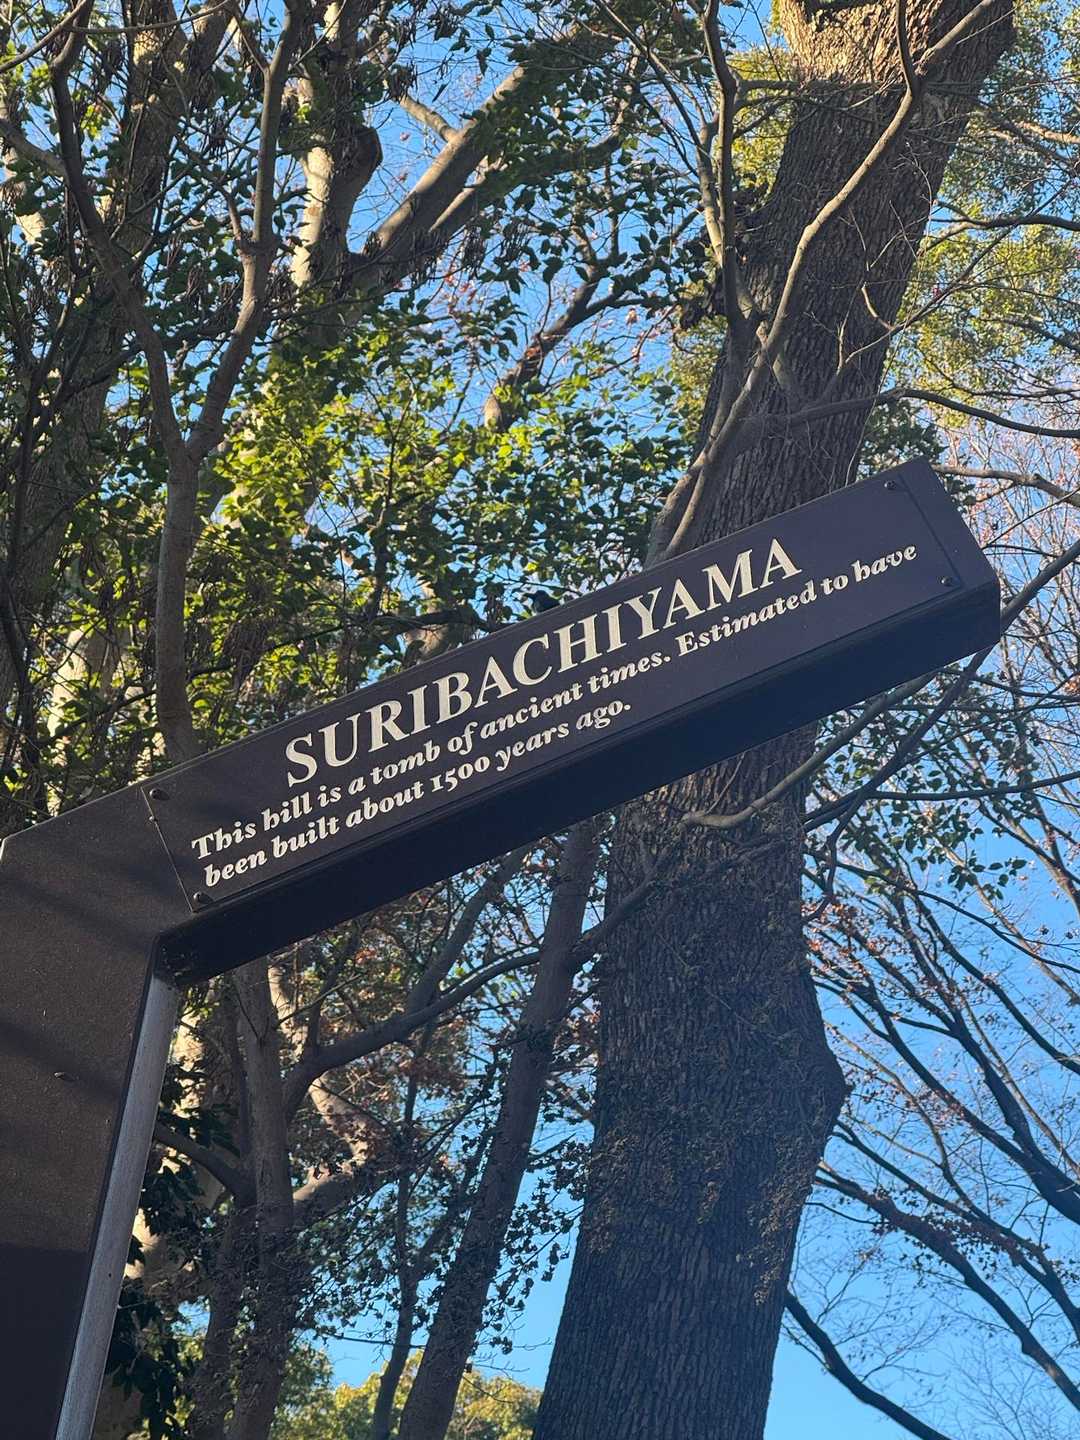 SURIBACHIYAMA
This hill is a tomb of ancient times. Estimated to have
been built about 1500 years ago.